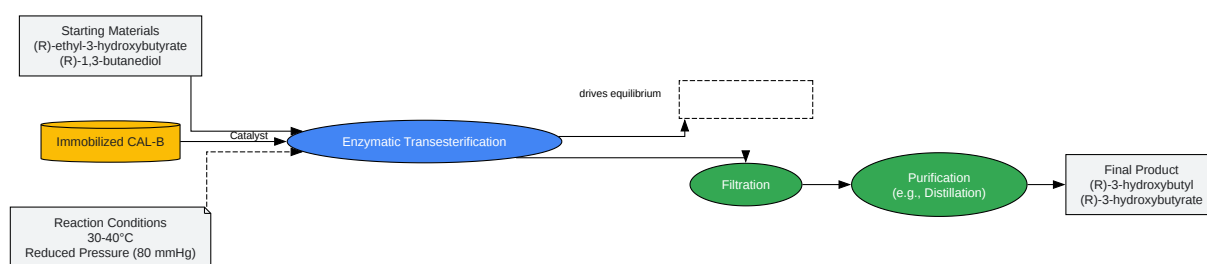 Starting Materials
(R)-ethyl-3-hydroxybutyrate
(R)-1,3-butanediol
drives equilibrium
Immobilized CAL-B
Catalyst
Enzymatic Transesterification
Filtration
Purification
(e.g., Distillation)
Final Product
(R)-3-hydroxybutyl
(R)-3-hydroxybutyrate
Reaction Conditions
30-40°C
Reduced Pressure (80 mmHg)